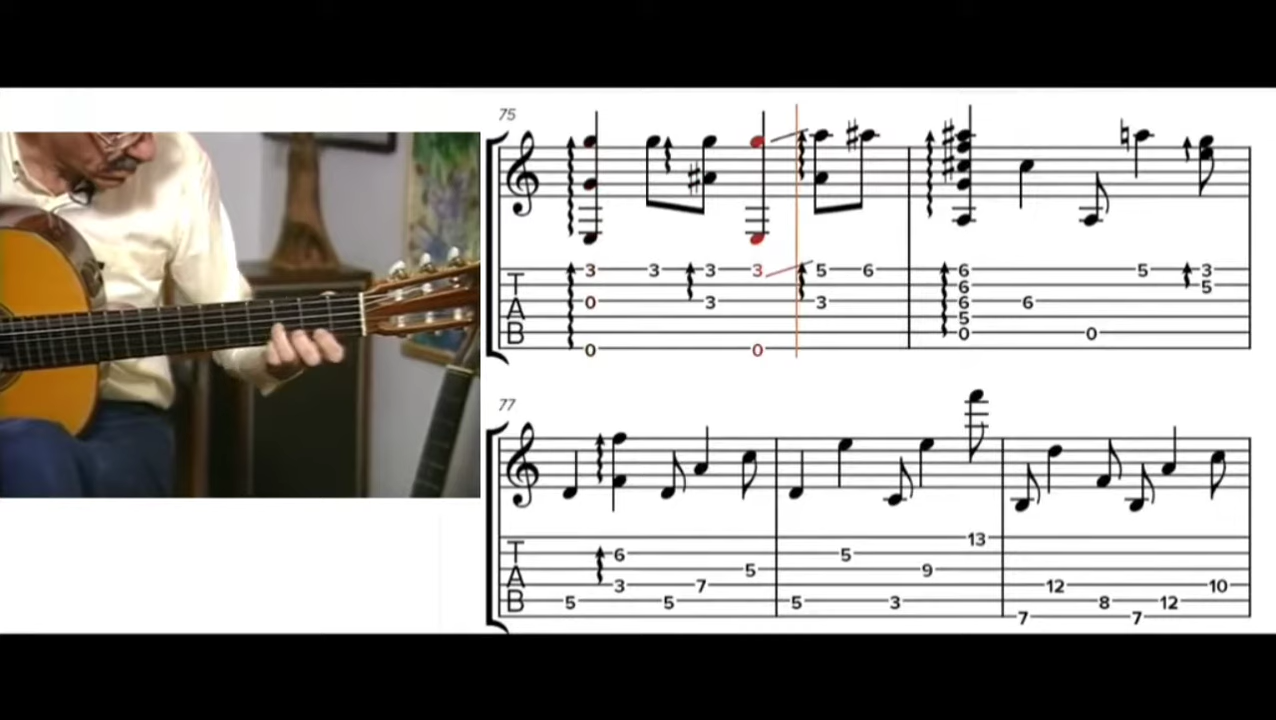 75
3 3 3 3 5 6 6 5 3
T 6 5
A 0 3 3 6 6
5
B 0 0
0 0
77
13
T 6 5
5 9
A 3 7 12 10
B 5 5 5 3 8 12
7 7